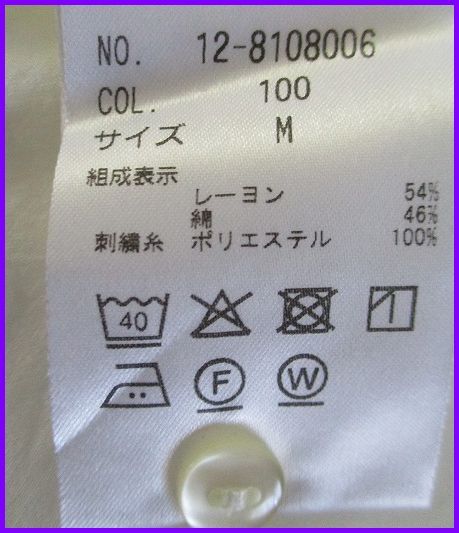 NO. 12-8108006
COL. 100
サイズ M
組成表示
レーヨン 54%
綿 46%
刺繍糸 ポリエステル 100%
40
F W